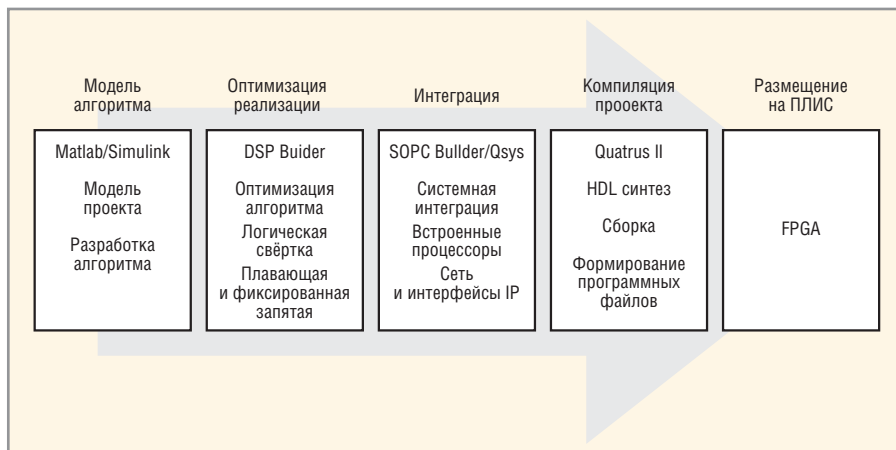 Модель
алгоритма
Оптимизация
реализации
Интеграция
Компиляция
прооекта
Размещение
на ПЛИС
Matlab/Simulink
Модель
проекта
Разработка
алгоритма
DSP Buider
Оптимизация
алгоритма
Логическая
свёртка
Плавающая
и фиксированная
запятая
SOPC Bullder/Qsys
Системная
интеграция
Встроенные
процессоры
Сеть
и интерфейсы IP
Quatrus II
HDL синтез
Сборка
Формирование
программных
файлов
FPGA